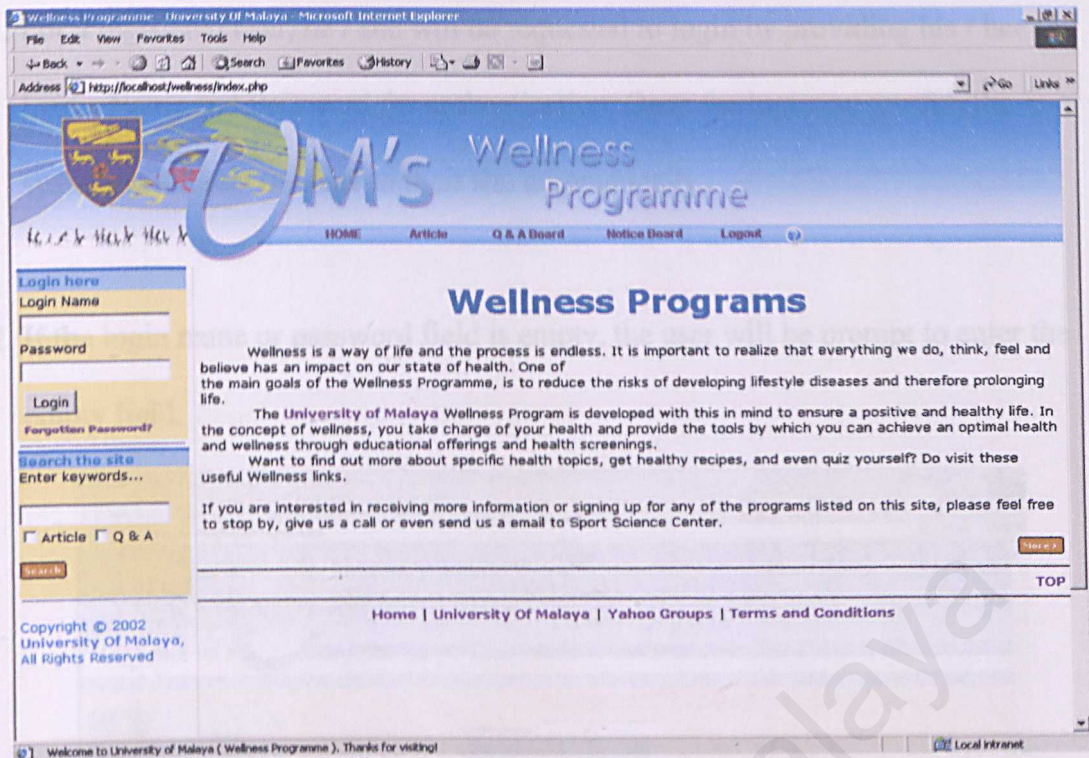 Wellness Programme - University Of Malaya - Microsoft Internet Explorer
File Edit View Favorites Tools Help
Back Search Favorites History
Address http://localhost/wellness/index.php Go Links »
UM's Wellness
Programme
HOME Article Q & A Board Notice Board Logout
Login here
Login Name
Password
Login
Forgotten Password?
Search the site
Enter keywords...
Article Q & A
Search
Copyright © 2002
University Of Malaya,
All Rights Reserved
Wellness Programs
Wellness is a way of life and the process is endless. It is important to realize that everything we do, think, feel and
believe has an impact on our state of health. One of
the main goals of the Wellness Programme, is to reduce the risks of developing lifestyle diseases and therefore prolonging
life.
The University of Malaya Wellness Program is developed with this in mind to ensure a positive and healthy life. In
the concept of wellness, you take charge of your health and provide the tools by which you can achieve an optimal health
and wellness through educational offerings and health screenings.
Want to find out more about specific health topics, get healthy recipes, and even quiz yourself? Do visit these
useful Wellness links.
If you are interested in receiving more information or signing up for any of the programs listed on this site, please feel free
to stop by, give us a call or even send us a email to Sport Science Center.
More >
TOP
Home | University Of Malaya | Yahoo Groups | Terms and Conditions
Welcome to University of Malaya ( Wellness Programme ). Thanks for visiting!
Local intranet
alaya